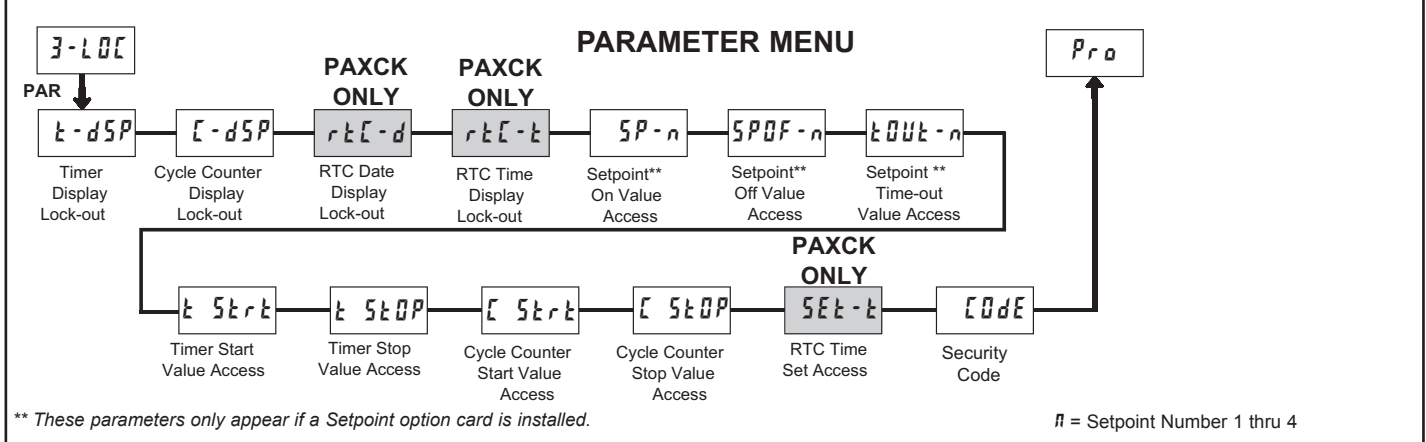 PARAMETER MENU
3-LOC
Pro
PAR
PAXCK
ONLY
PAXCK
ONLY
t-dSP
C-dSP
rtC-d
rtC-t
SP-n
SPOF-n
tOUt-n
Timer
Display
Lock-out
Cycle Counter
Display
Lock-out
RTC Date
Display
Lock-out
RTC Time
Display
Lock-out
Setpoint**
On Value
Access
Setpoint**
Off Value
Access
Setpoint **
Time-out
Value Access
PAXCK
ONLY
t Strt
t StOP
C Strt
C StOP
SEt-t
COdE
Timer Start
Value Access
Timer Stop
Value Access
Cycle Counter
Start Value
Access
Cycle Counter
Stop Value
Access
RTC Time
Set Access
Security
Code
** These parameters only appear if a Setpoint option card is installed.
n = Setpoint Number 1 thru 4